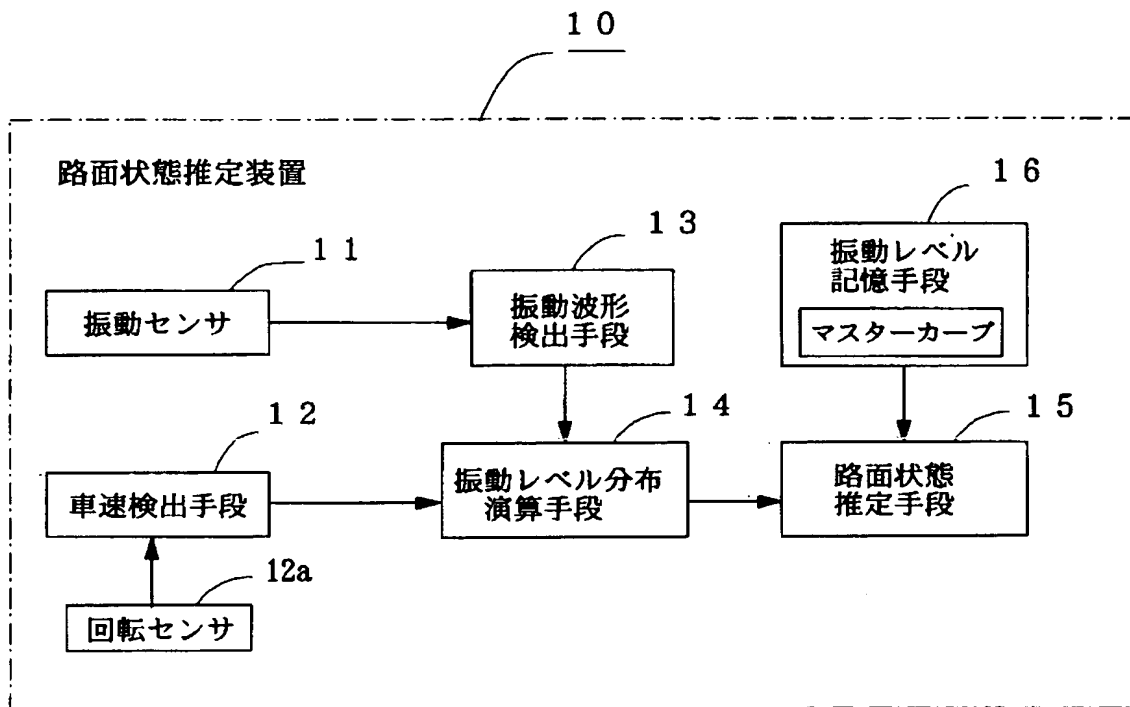 １０
路面状態推定装置
１１
振動センサ
１３
振動波形
検出手段
１６
振動レベル
記憶手段
マスターカーブ
１２
車速検出手段
１４
振動レベル分布
演算手段
１５
路面状態
推定手段
12a
回転センサ